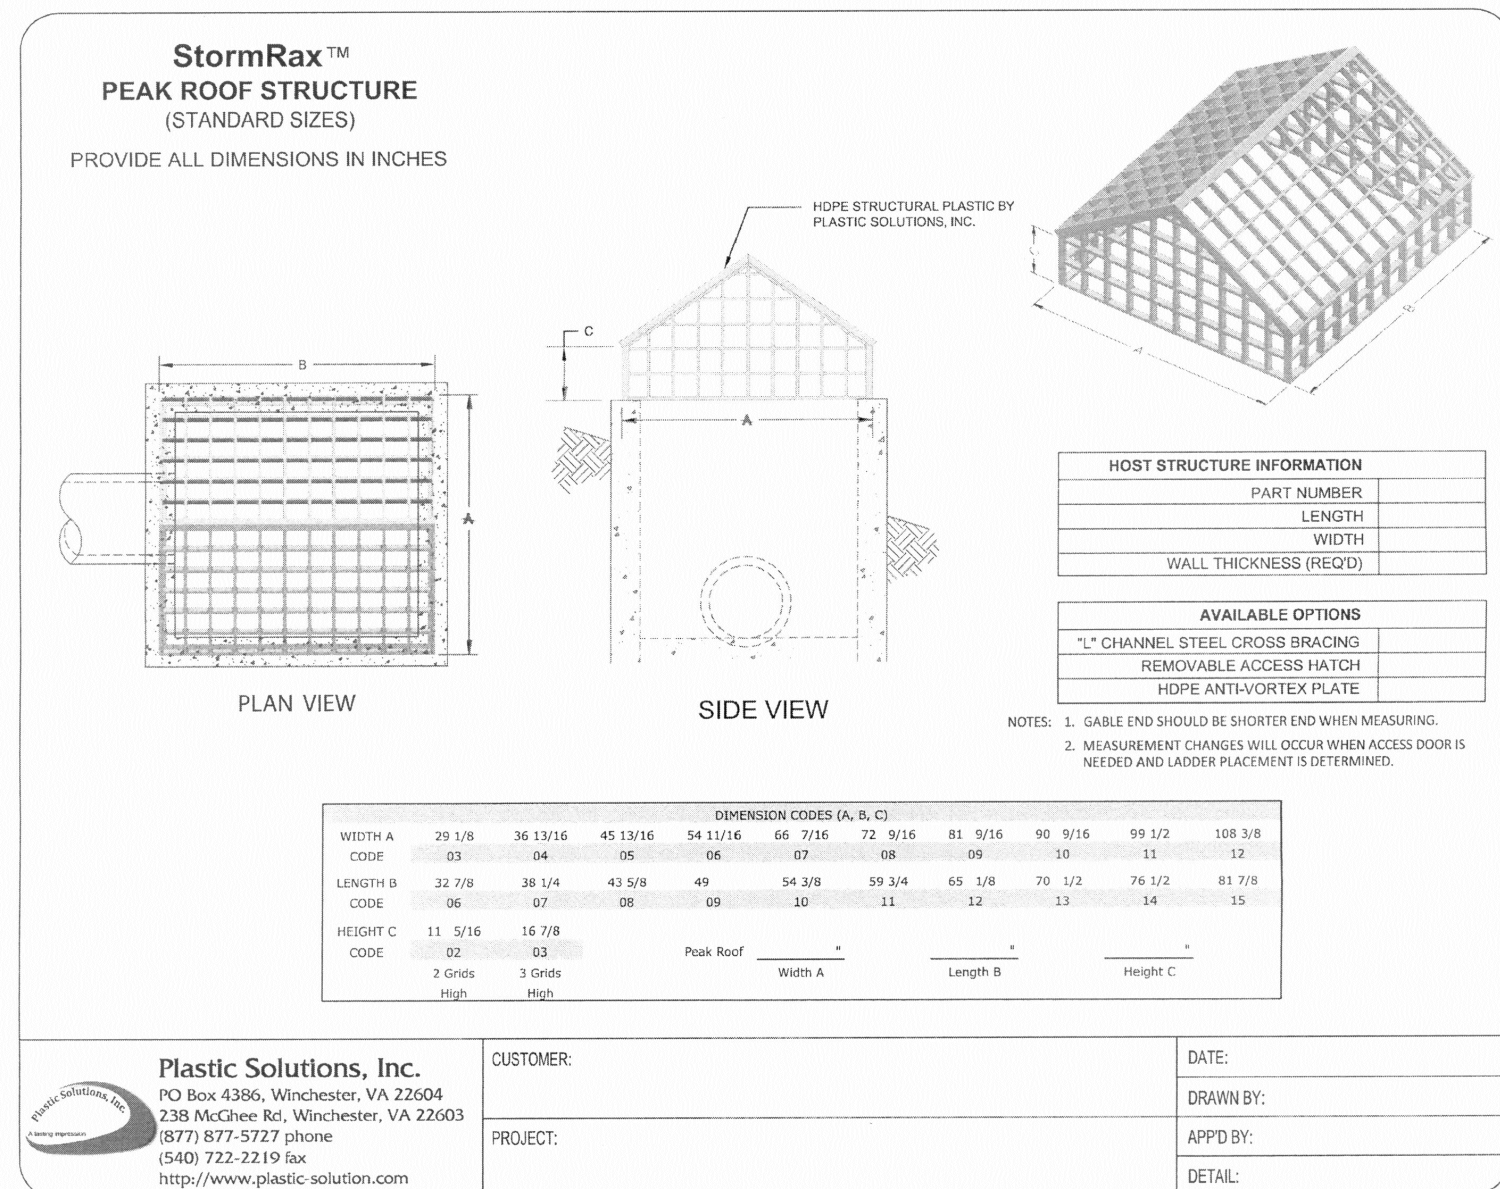 StormRax™
PEAK ROOF STRUCTURE
(STANDARD SIZES)
PROVIDE ALL DIMENSIONS IN INCHES
HDPE STRUCTURAL PLASTIC BY
PLASTIC SOLUTIONS, INC.
C
A
B
C
A
B
A
PLAN VIEW
SIDE VIEW
HOST STRUCTURE INFORMATION
PART NUMBER
LENGTH
WIDTH
WALL THICKNESS (REQ'D)
AVAILABLE OPTIONS
"L" CHANNEL STEEL CROSS BRACING
REMOVABLE ACCESS HATCH
HDPE ANTI-VORTEX PLATE
NOTES: 1. GABLE END SHOULD BE SHORTER END WHEN MEASURING.
2. MEASUREMENT CHANGES WILL OCCUR WHEN ACCESS DOOR IS
NEEDED AND LADDER PLACEMENT IS DETERMINED.
DIMENSION CODES (A, B, C)
WIDTH A 29 1/8 36 13/16 45 13/16 54 11/16 66 7/16 72 9/16 81 9/16 90 9/16 99 1/2 108 3/8
CODE 03 04 05 06 07 08 09 10 11 12
LENGTH B 32 7/8 38 1/4 43 5/8 49 54 3/8 59 3/4 65 1/8 70 1/2 76 1/2 81 7/8
CODE 06 07 08 09 10 11 12 13 14 15
HEIGHT C 11 5/16 16 7/8
CODE 02 03 Peak Roof " " "
2 Grids 3 Grids Width A Length B Height C
High High
Plastic Solutions, Inc.
A lasting impression
Plastic Solutions, Inc.
PO Box 4386, Winchester, VA 22604
238 McGhee Rd, Winchester, VA 22603
(877) 877-5727 phone
(540) 722-2219 fax
http://www.plastic-solution.com
CUSTOMER:
PROJECT:
DATE:
DRAWN BY:
APP'D BY:
DETAIL: